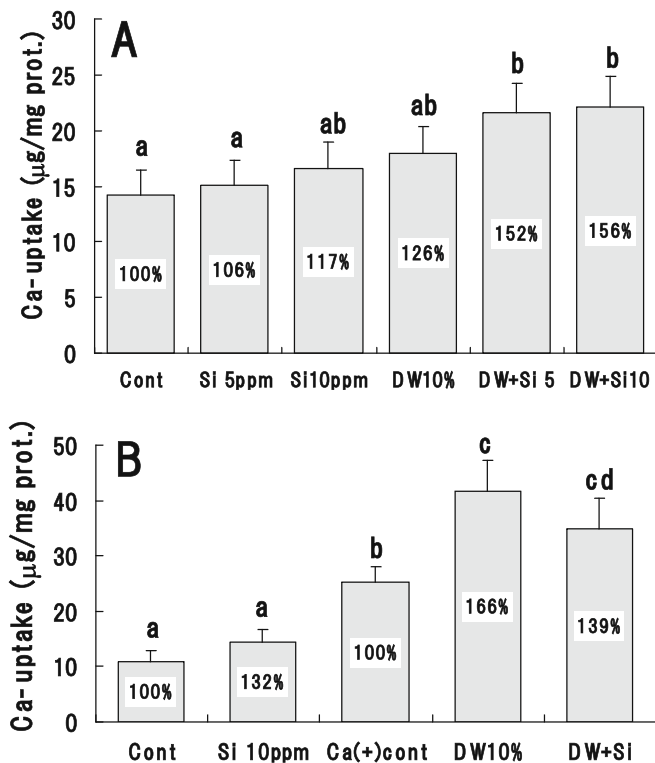 A
Ca-uptake (μg/mg prot.)
30
25
20
15
10
5
0
a
a
ab
ab
b
b
100%
106%
117%
126%
152%
156%
Cont
Si 5ppm
Si10ppm
DW10%
DW+Si 5
DW+Si10
B
Ca-uptake (μg/mg prot.)
50
40
30
20
10
0
a
a
b
c
cd
100%
132%
100%
166%
139%
Cont
Si 10ppm
Ca(+)cont
DW10%
DW+Si